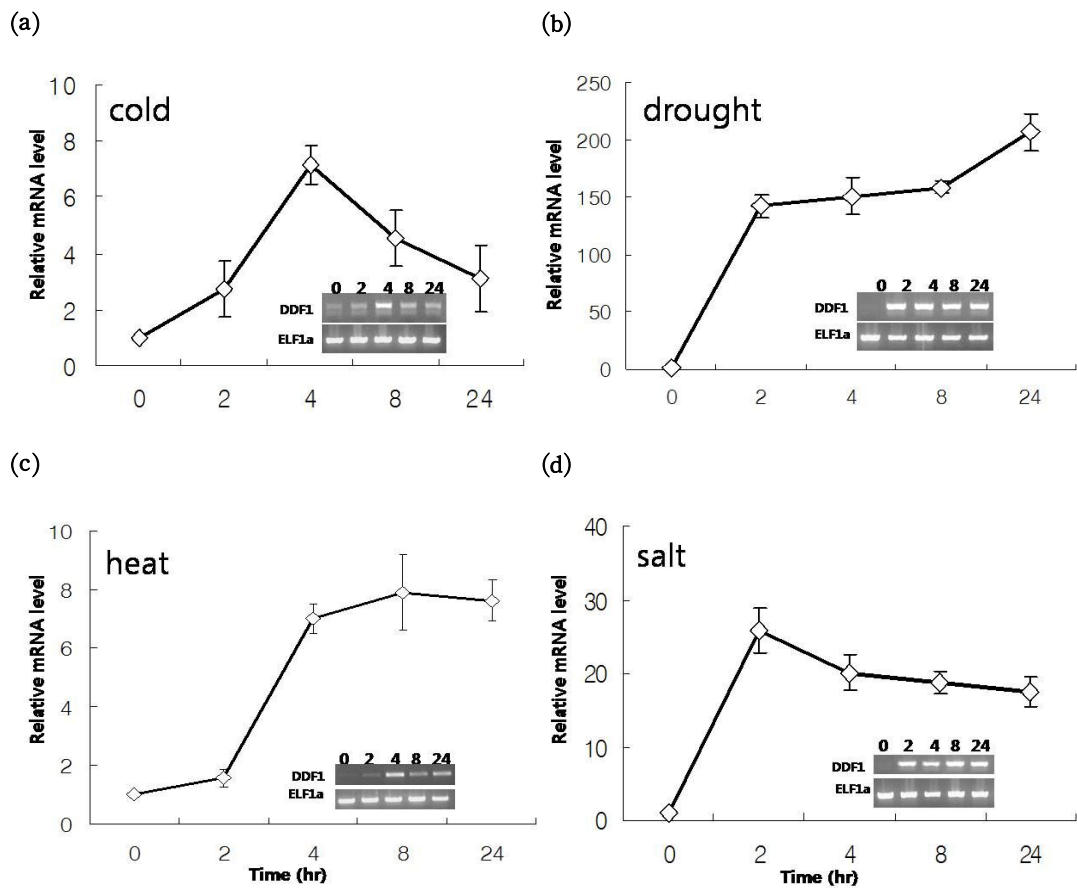 (a)
cold
Relative mRNA level
10
8
6
4
2
0
0 2 4 8 24
DDF1
ELF1a
0 2 4 8 24
(b)
drought
Relative mRNA level
250
200
150
100
50
0
0 2 4 8 24
DDF1
ELF1a
0 2 4 8 24
(c)
heat
Relative mRNA level
10
8
6
4
2
0
0 2 4 8 24
DDF1
ELF1a
0 2 4 8 24
Time (hr)
(d)
salt
Relative mRNA level
40
30
20
10
0
0 2 4 8 24
DDF1
ELF1a
0 2 4 8 24
Time (hr)